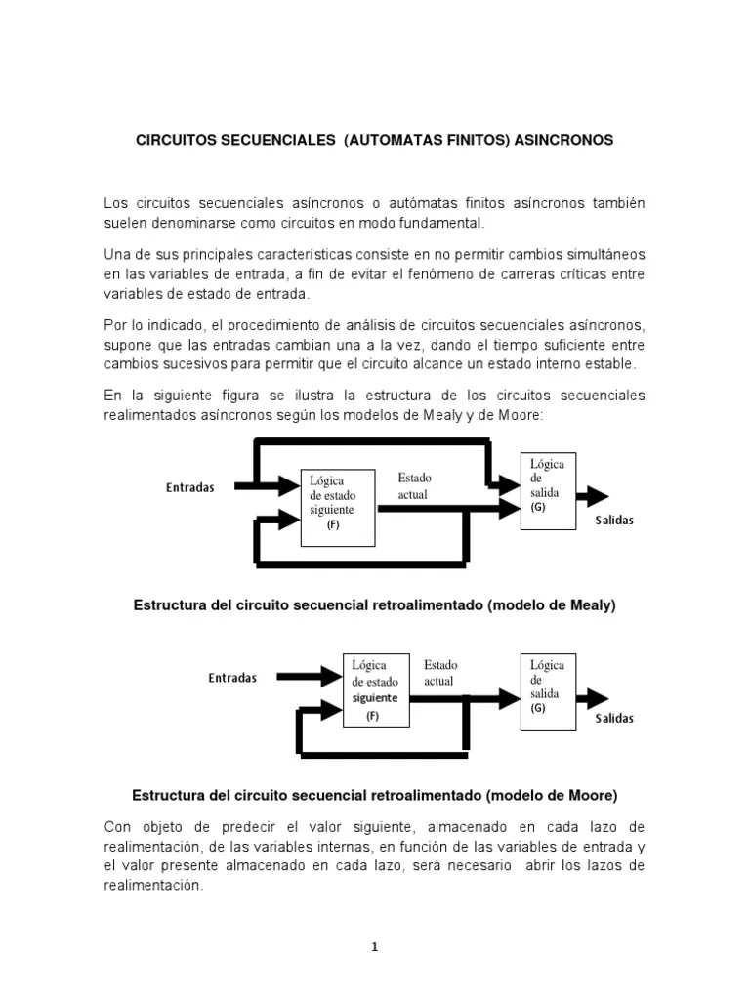 CIRCUITOS SECUENCIALES (AUTOMATAS FINITOS) ASINCRONOS
Los circuitos secuenciales asíncronos o autómatas finitos asíncronos también
suelen denominarse como circuitos en modo fundamental.
Una de sus principales características consiste en no permitir cambios simultáneos
en las variables de entrada, a fin de evitar el fenómeno de carreras críticas entre
variables de estado de entrada.
Por lo indicado, el procedimiento de análisis de circuitos secuenciales asíncronos,
supone que las entradas cambian una a la vez, dando el tiempo suficiente entre
cambios sucesivos para permitir que el circuito alcance un estado interno estable.
En la siguiente figura se ilustra la estructura de los circuitos secuenciales
realimentados asíncronos según los modelos de Mealy y de Moore:
Entradas
Lógica
de estado
siguiente
(F)
Estado
actual
Lógica
de
salida
(G)
Salidas
Estructura del circuito secuencial retroalimentado (modelo de Mealy)
Entradas
Lógica
de estado
siguiente
(F)
Estado
actual
Lógica
de
salida
(G)
Salidas
Estructura del circuito secuencial retroalimentado (modelo de Moore)
Con objeto de predecir el valor siguiente, almacenado en cada lazo de
realimentación, de las variables internas, en función de las variables de entrada y
el valor presente almacenado en cada lazo, será necesario abrir los lazos de
realimentación.
1